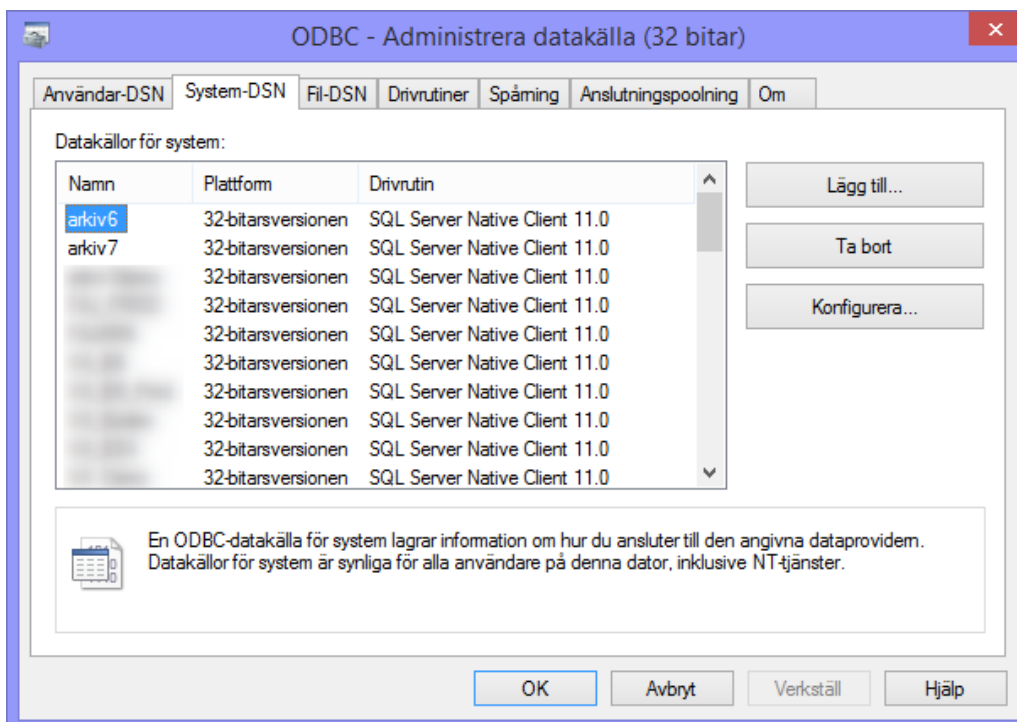 ODBC - Administrera datakälla (32 bitar)
Användar-DSN System-DSN Fil-DSN Drivrutiner Spårning Anslutningspoolning Om
Datakällor för system:
Namn Plattform Drivrutin
arkiv6 32-bitarsversionen SQL Server Native Client 11.0
arkiv7 32-bitarsversionen SQL Server Native Client 11.0
32-bitarsversionen SQL Server Native Client 11.0
32-bitarsversionen SQL Server Native Client 11.0
32-bitarsversionen SQL Server Native Client 11.0
32-bitarsversionen SQL Server Native Client 11.0
32-bitarsversionen SQL Server Native Client 11.0
32-bitarsversionen SQL Server Native Client 11.0
32-bitarsversionen SQL Server Native Client 11.0
32-bitarsversionen SQL Server Native Client 11.0
Lägg till...
Ta bort
Konfigurera...
En ODBC-datakälla för system lagrar information om hur du ansluter till den angivna dataprovidern.
Datakällor för system är synliga för alla användare på denna dator, inklusive NT-tjänster.
OK Avbryt Verkställ Hjälp